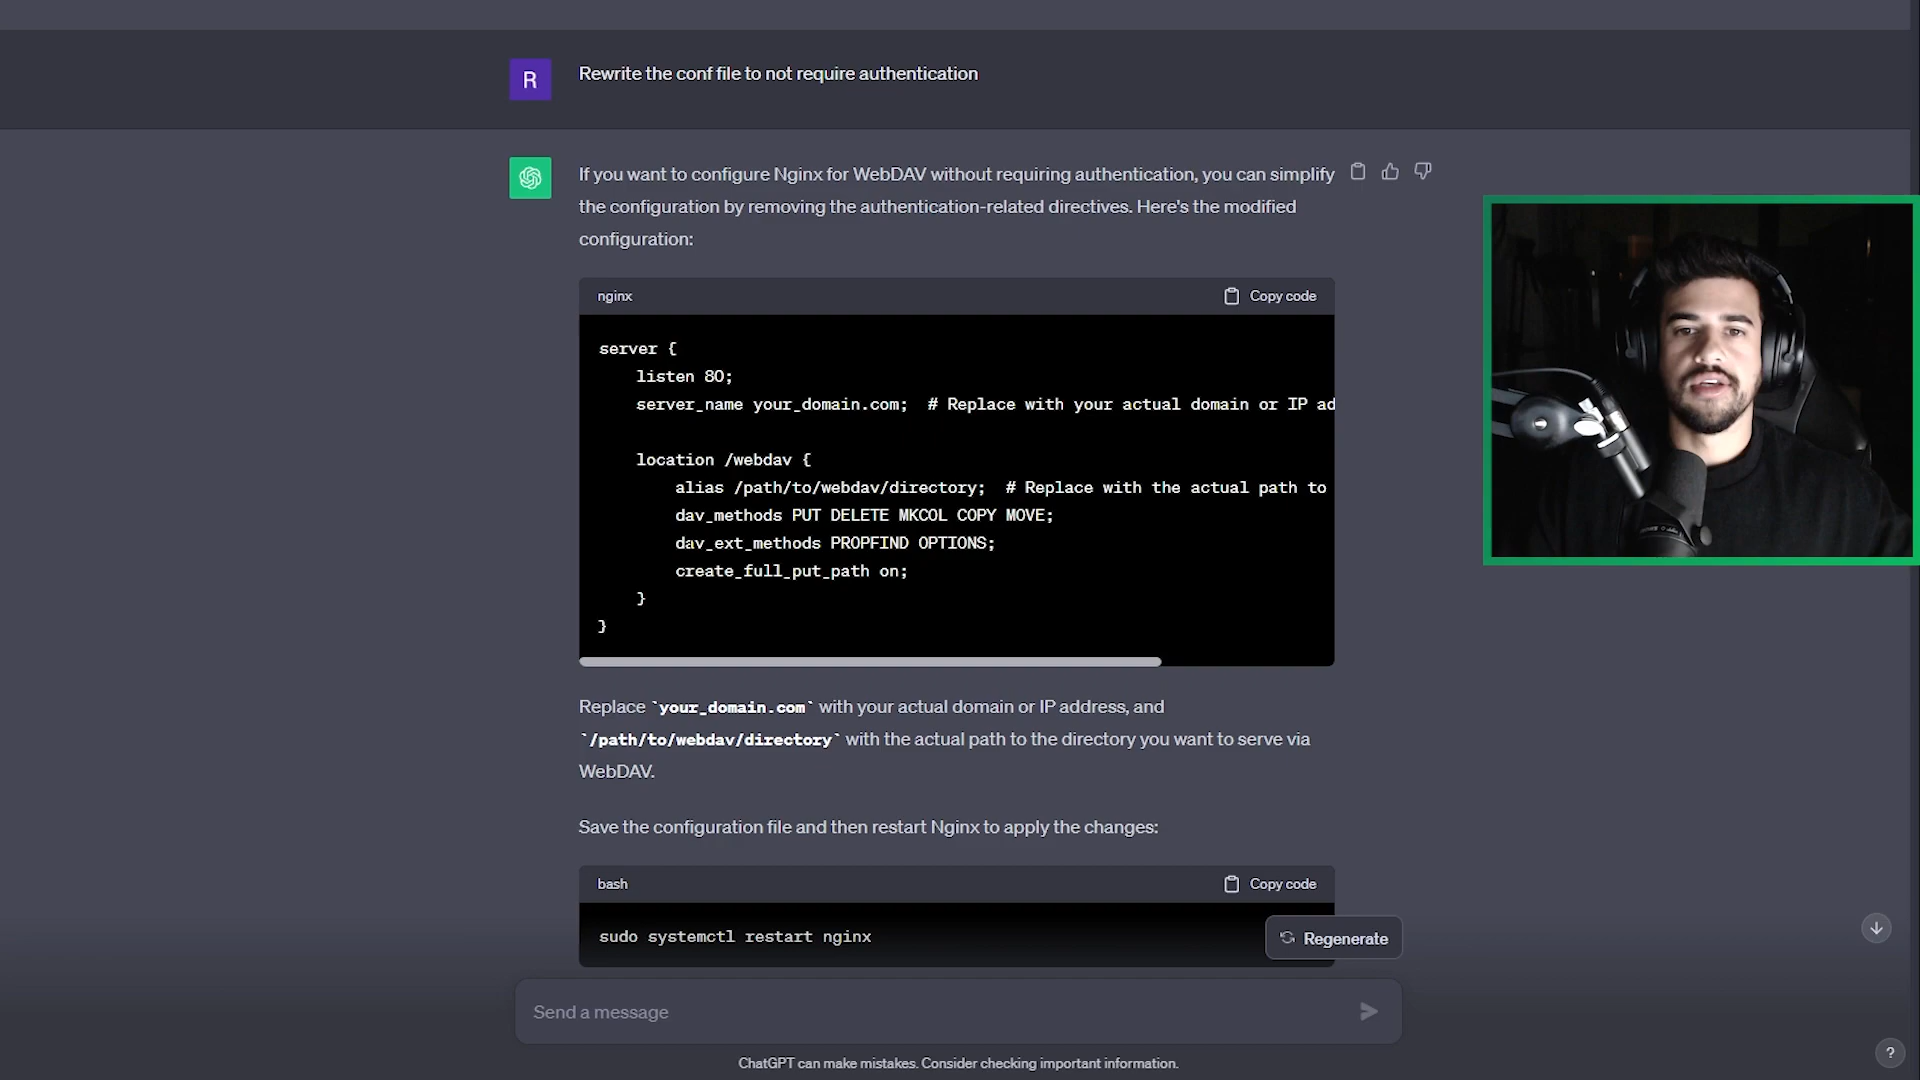 R
Rewrite the conf file to not require authentication
If you want to configure Nginx for WebDAV without requiring authentication, you can simplify
the configuration by removing the authentication-related directives. Here's the modified
configuration:
nginx
Copy code
server {
    listen 80;
    server_name your_domain.com;  # Replace with your actual domain or IP ad
    location /webdav {
        alias /path/to/webdav/directory;  # Replace with the actual path to
        dav_methods PUT DELETE MKCOL COPY MOVE;
        dav_ext_methods PROPFIND OPTIONS;
        create_full_put_path on;
    }
}
Replace `your_domain.com` with your actual domain or IP address, and
`/path/to/webdav/directory` with the actual path to the directory you want to serve via
WebDAV.
Save the configuration file and then restart Nginx to apply the changes:
bash
Copy code
sudo systemctl restart nginx
Regenerate
Send a message
ChatGPT can make mistakes. Consider checking important information.
?